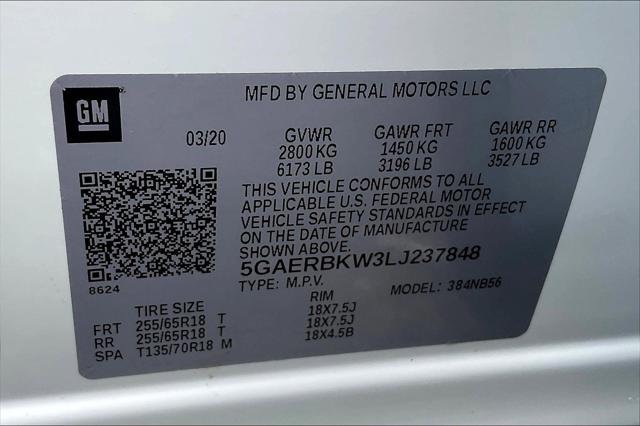 MFD BY GENERAL MOTORS LLC
GM
03/20 GVWR GAWR FRT GAWR RR
2800 KG 1450 KG 1600 KG
6173 LB 3196 LB 3527 LB
THIS VEHICLE CONFORMS TO ALL
APPLICABLE U.S. FEDERAL MOTOR
VEHICLE SAFETY STANDARDS IN EFFECT
ON THE DATE OF MANUFACTURE
SHOWN ABOVE.
8624
5GAERBKW3LJ237848
TYPE: M.P.V. MODEL: 384NB56
TIRE SIZE RIM
FRT 255/65R18 T 18X7.5J
RR 255/65R18 T 18X7.5J
SPA T135/70R18 M 18X4.5B